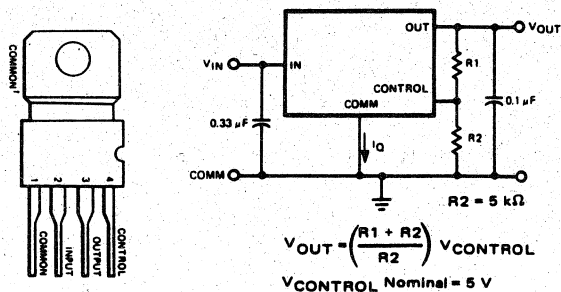 COMMON'
1 2 3 4
COMMON
INPUT
OUTPUT
CONTROL
OUT
VOUT
R1
VIN
IN
CONTROL
COMM
0.33 µF
0.1 µF
IQ
R2
COMM
R2 = 5 kΩ
VOUT = (R1 + R2 / R2) VCONTROL
VCONTROL Nominal = 5 V